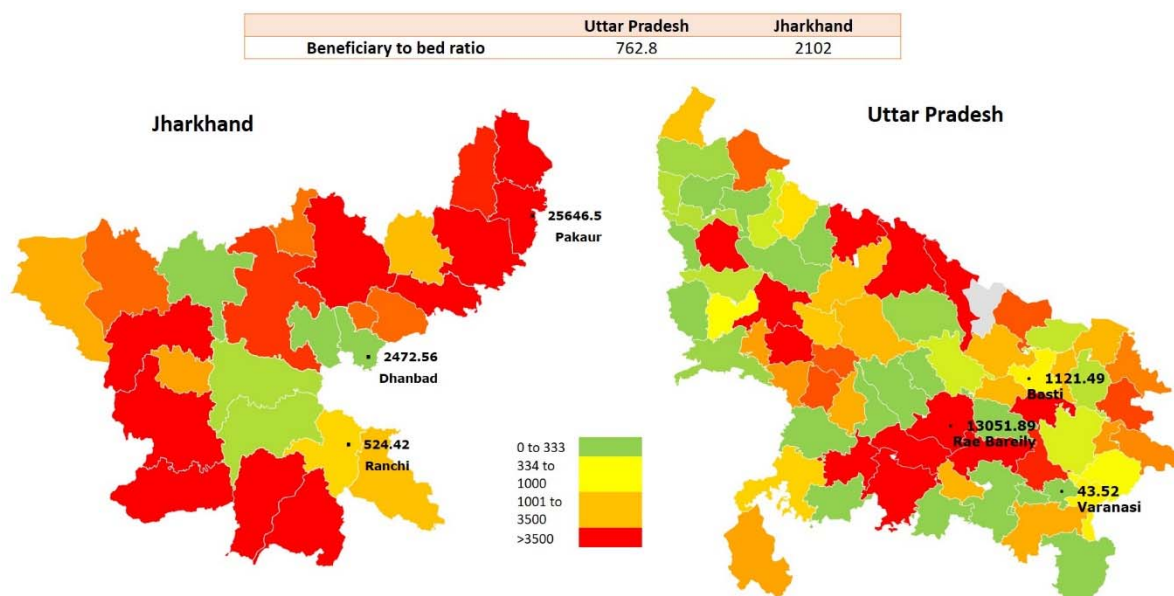 Uttar Pradesh Jharkhand
Beneficiary to bed ratio 762.8 2102
Jharkhand
Uttar Pradesh
25646.5
Pakaur
2472.56
Dhanbad
524.42
Ranchi
0 to 333
334 to
1000
1001 to
3500
>3500
1121.49
Basti
13051.89
Rae Bareily
43.52
Varanasi